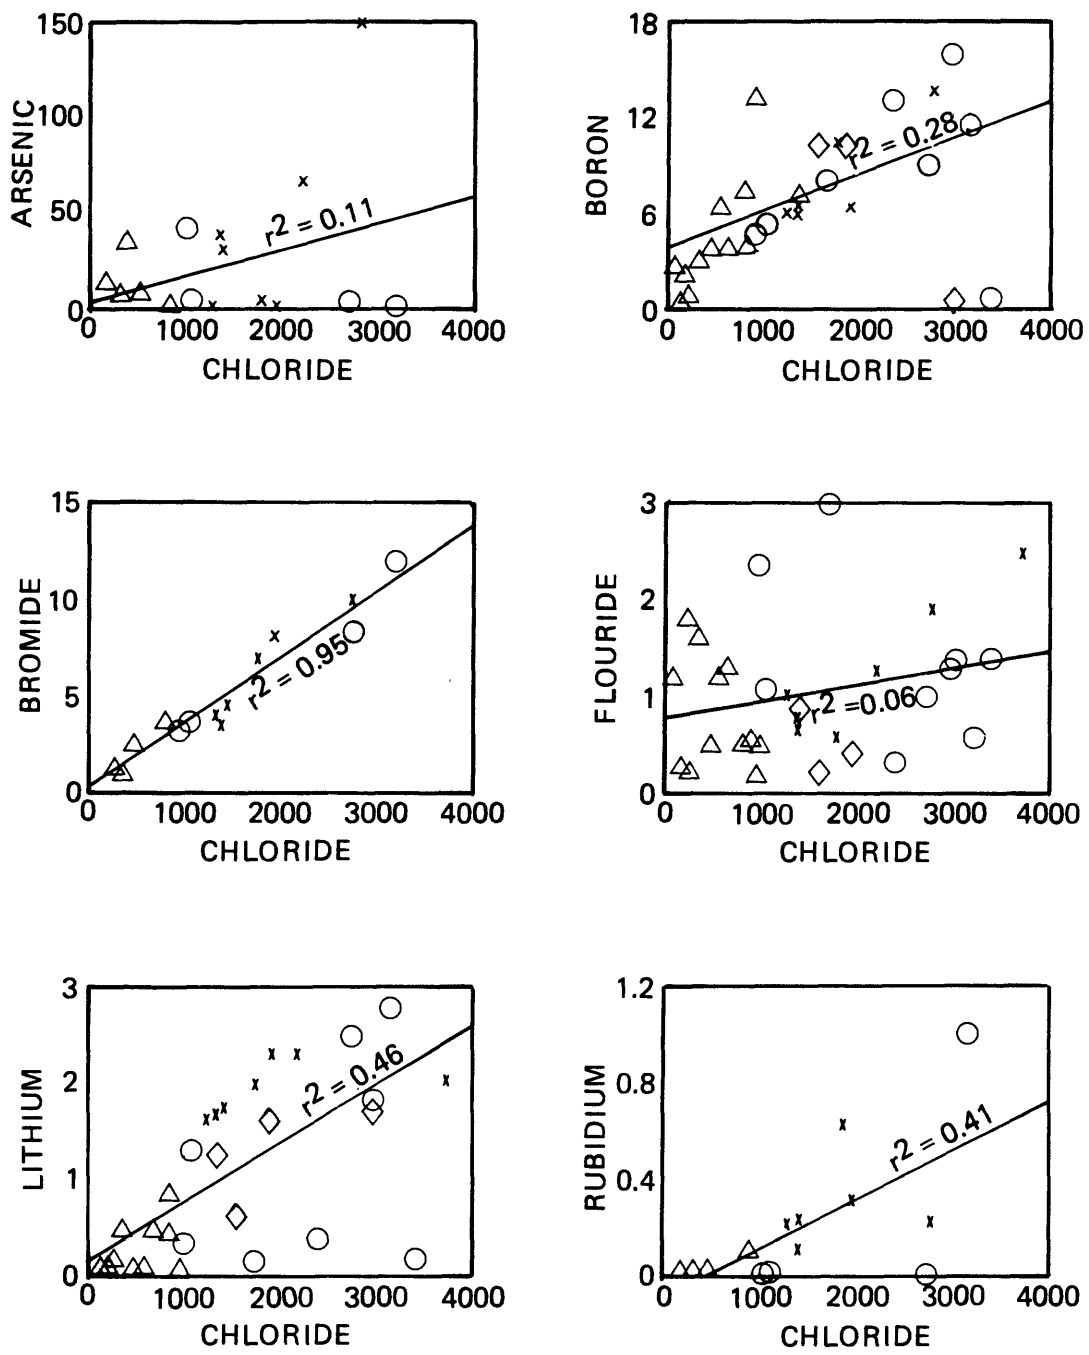 150
100
50
0
ARSENIC
r2 = 0.11
0 1000 2000 3000 4000
CHLORIDE
18
12
6
0
BORON
r2 = 0.28
0 1000 2000 3000 4000
CHLORIDE
15
10
5
0
BROMIDE
r2 = 0.95
0 1000 2000 3000 4000
CHLORIDE
3
2
1
0
FLOURIDE
r2 =0.06
0 1000 2000 3000 4000
CHLORIDE
3
2
1
0
LITHIUM
r2 = 0.46
0 1000 2000 3000 4000
CHLORIDE
1.2
0.8
0.4
0
RUBIDIUM
r2 = 0.41
0 1000 2000 3000 4000
CHLORIDE